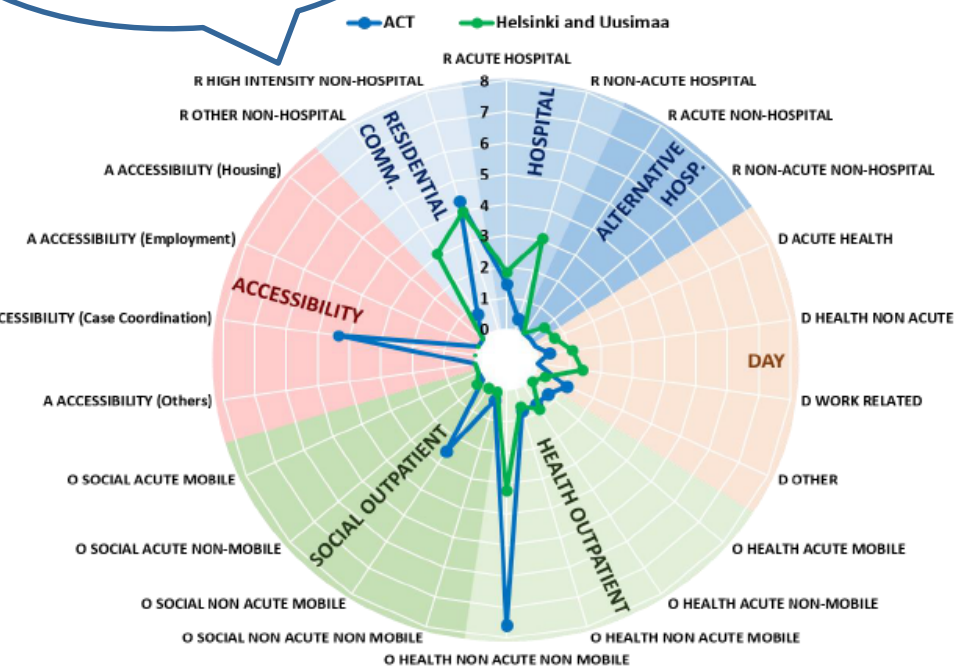 ACT
Helsinki and Uusimaa
R ACUTE HOSPITAL
R HIGH INTENSITY NON-HOSPITAL
R NON-ACUTE HOSPITAL
R OTHER NON-HOSPITAL
R ACUTE NON-HOSPITAL
A ACCESSIBILITY (Housing)
R NON-ACUTE NON-HOSPITAL
A ACCESSIBILITY (Employment)
D ACUTE HEALTH
CESSIBILITY (Case Coordination)
D HEALTH NON ACUTE
A ACCESSIBILITY (Others)
D WORK RELATED
O SOCIAL ACUTE MOBILE
D OTHER
O SOCIAL ACUTE NON-MOBILE
O HEALTH ACUTE MOBILE
O SOCIAL NON ACUTE MOBILE
O HEALTH ACUTE NON-MOBILE
O SOCIAL NON ACUTE NON MOBILE
O HEALTH NON ACUTE MOBILE
O HEALTH NON ACUTE NON MOBILE
8
7
6
5
4
3
2
1
0
RESIDENTIAL
COMM.
HOSPITAL
ALTERNATIVE
HOSP.
ACCESSIBILITY
DAY
SOCIAL OUTPATIENT
HEALTH OUTPATIENT